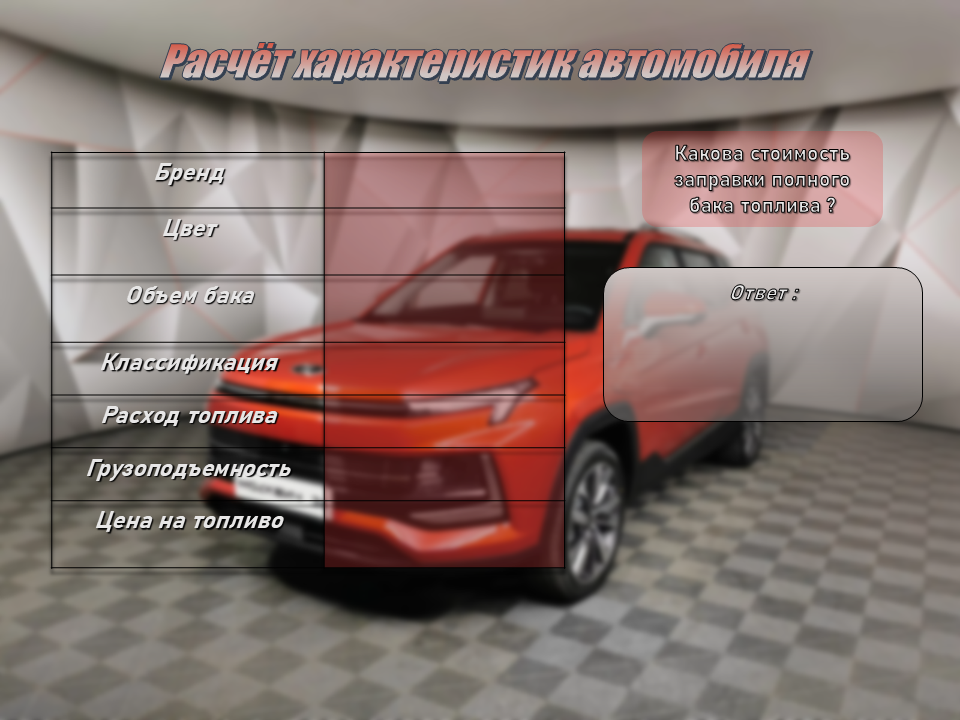 Расчёт характеристик автомобиля
Бренд
Цвет
Объем бака
Классификация
Расход топлива
Грузоподъемность
Цена на топливо
Какова стоимость
заправки полного
бака топлива ?
Ответ :